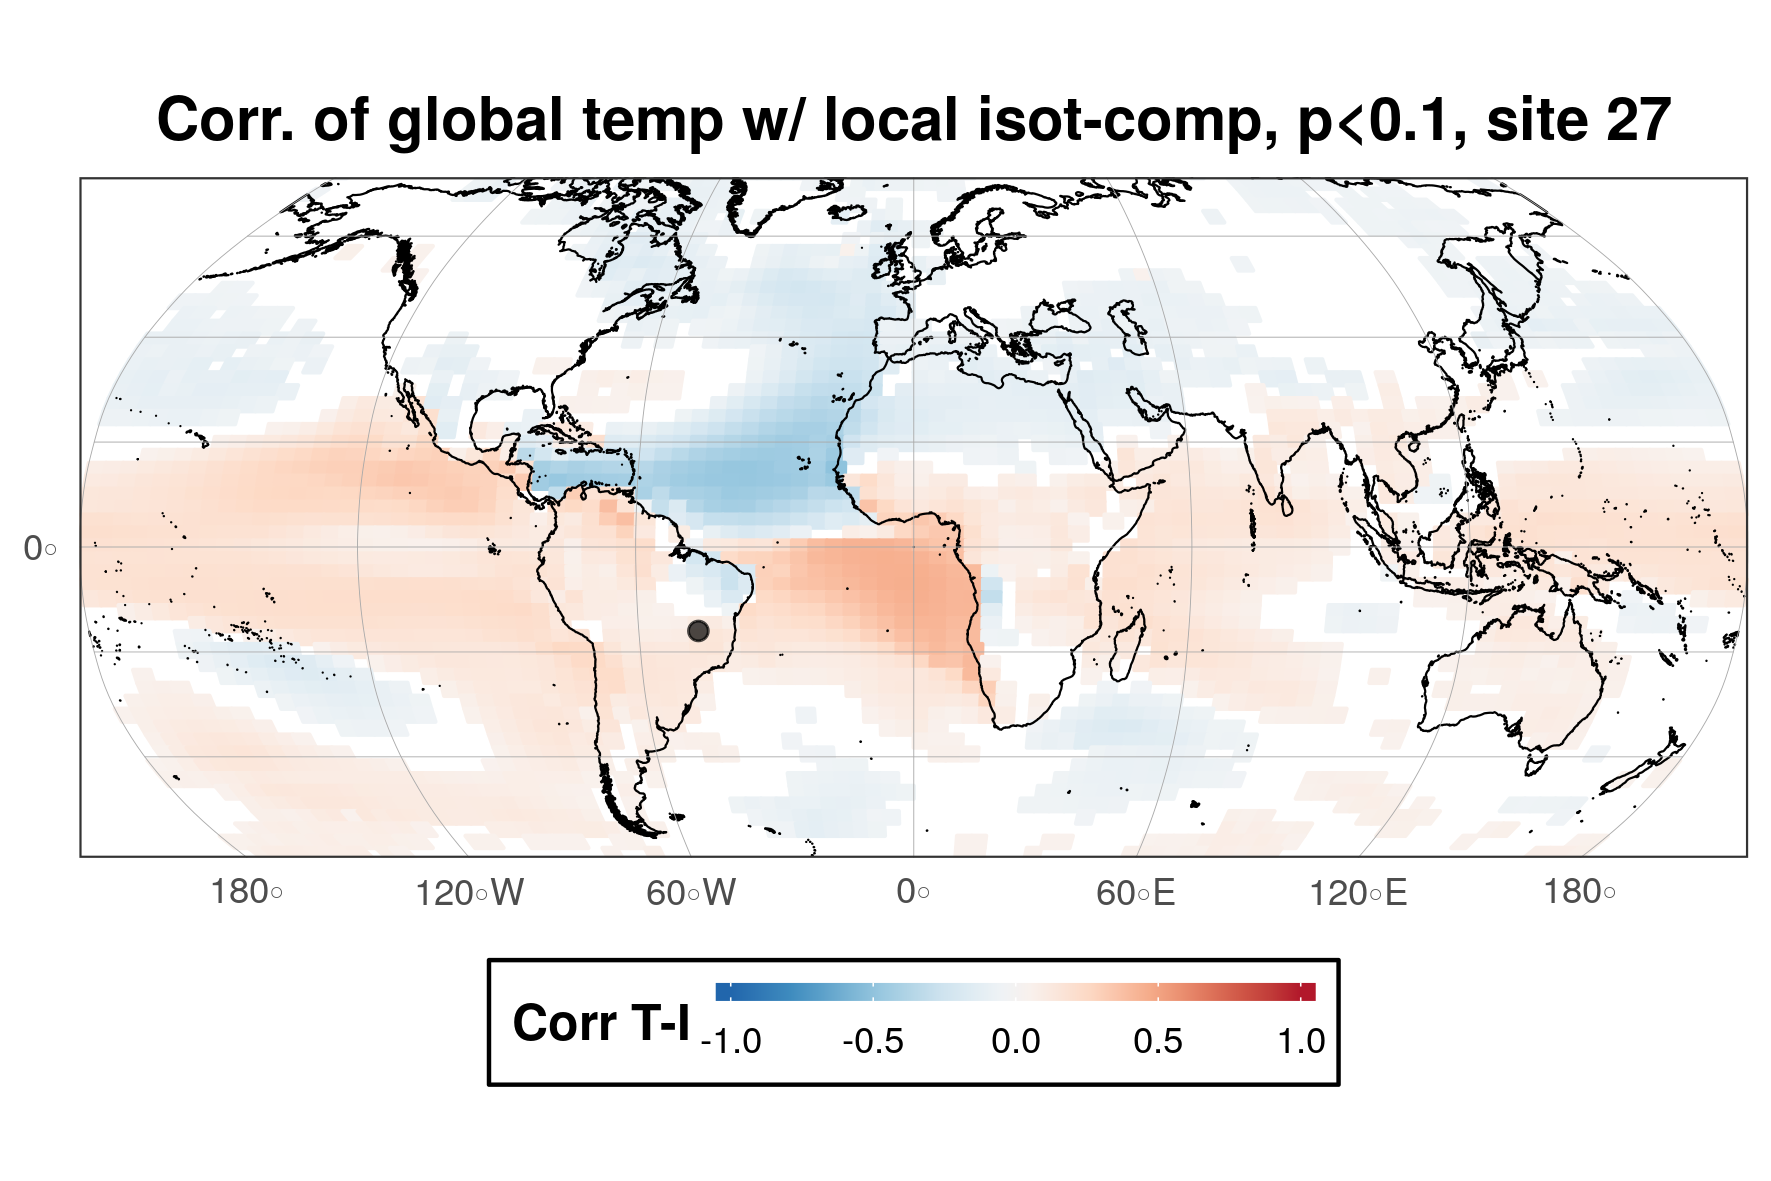 Corr. of global temp w/ local isot-comp, p<0.1, site 27
0°
180° 120°W 60°W 0° 60°E 120°E 180°
Corr T-I
-1.0 -0.5 0.0 0.5 1.0